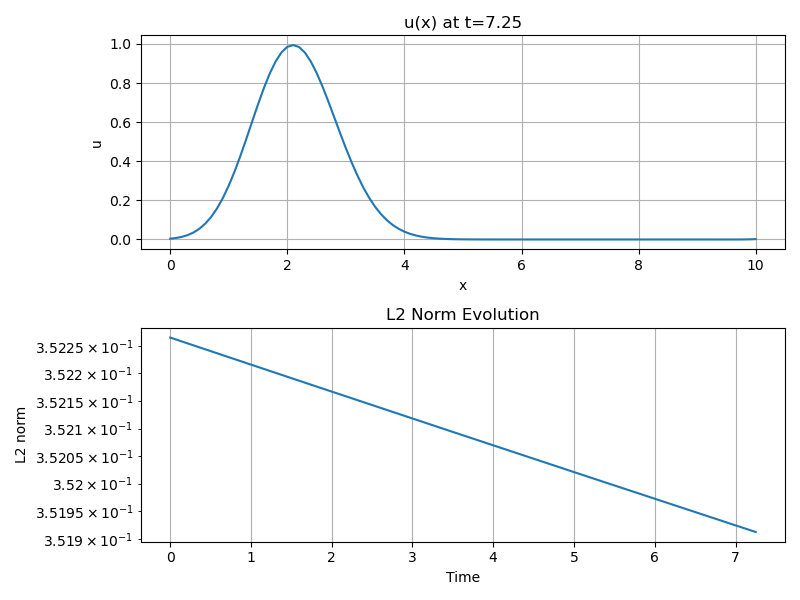 u(x) at t=7.25
u
1.0
0.8
0.6
0.4
0.2
0.0
0 2 4 6 8 10
x
L2 Norm Evolution
L2 norm
3.5225 × 10⁻¹
3.522 × 10⁻¹
3.5215 × 10⁻¹
3.521 × 10⁻¹
3.5205 × 10⁻¹
3.52 × 10⁻¹
3.5195 × 10⁻¹
3.519 × 10⁻¹
0 1 2 3 4 5 6 7
Time